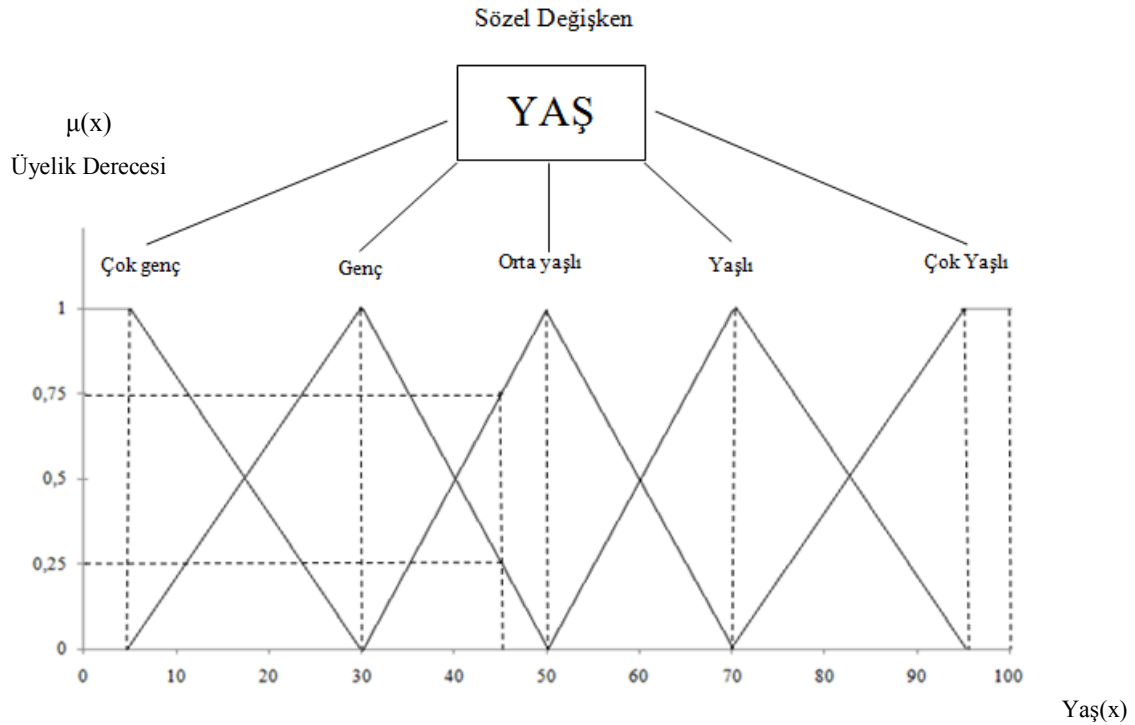 Sözel Değişken
YAŞ
µ(x)
Üyelik Derecesi
Çok genç
Genç
Orta yaşlı
Yaşlı
Çok Yaşlı
1
0,75
0,5
0,25
0
0 10 20 30 40 50 60 70 80 90 100
Yaş(x)